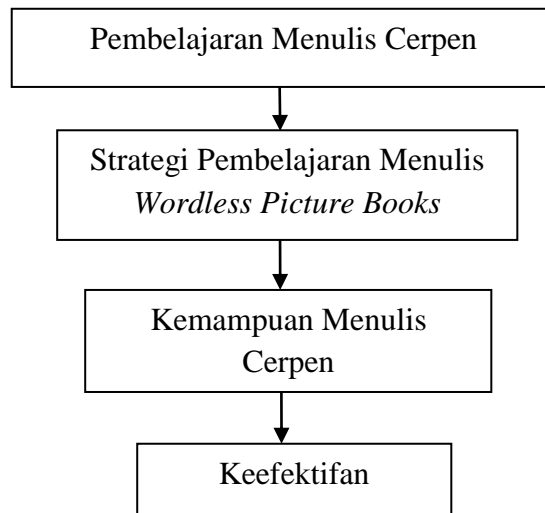 Pembelajaran Menulis Cerpen
Strategi Pembelajaran Menulis
Wordless Picture Books
Kemampuan Menulis
Cerpen
Keefektifan